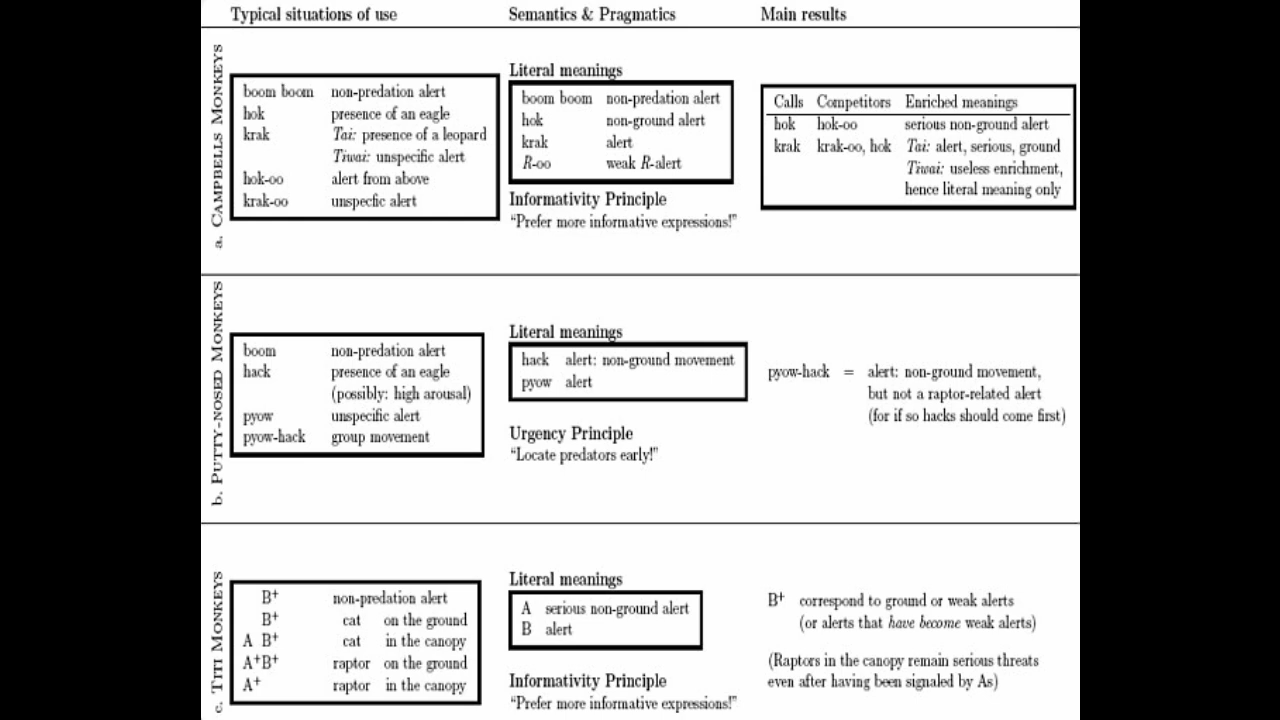 Typical situations of use Semantics & Pragmatics Main results
a. CAMPBELLS MONKEYS
boom boom non-predation alert
hok presence of an eagle
krak Tai: presence of a leopard
Tiwai: unspecific alert
hok-oo alert from above
krak-oo unspecfic alert
Literal meanings
boom boom non-predation alert
hok non-ground alert
krak alert
R-oo weak R-alert
Informativity Principle
“Prefer more informative expressions!”
Calls Competitors Enriched meanings
hok hok-oo serious non-ground alert
krak krak-oo, hok Tai: alert, serious, ground
Tiwai: useless enrichment,
hence literal meaning only
b. PUTTY-NOSED MONKEYS
boom non-predation alert
hack presence of an eagle
(possibly: high arousal)
pyow unspecific alert
pyow-hack group movement
Literal meanings
hack alert: non-ground movement
pyow alert
Urgency Principle
“Locate predators early!”
pyow-hack = alert: non-ground movement,
but not a raptor-related alert
(for if so hacks should come first)
c. TITI MONKEYS
B+ non-predation alert
B+ cat on the ground
A B+ cat in the canopy
A+B+ raptor on the ground
A+ raptor in the canopy
Literal meanings
A serious non-ground alert
B alert
Informativity Principle
“Prefer more informative expressions!”
B+ correspond to ground or weak alerts
(or alerts that have become weak alerts)
(Raptors in the canopy remain serious threats
even after having been signaled by As)